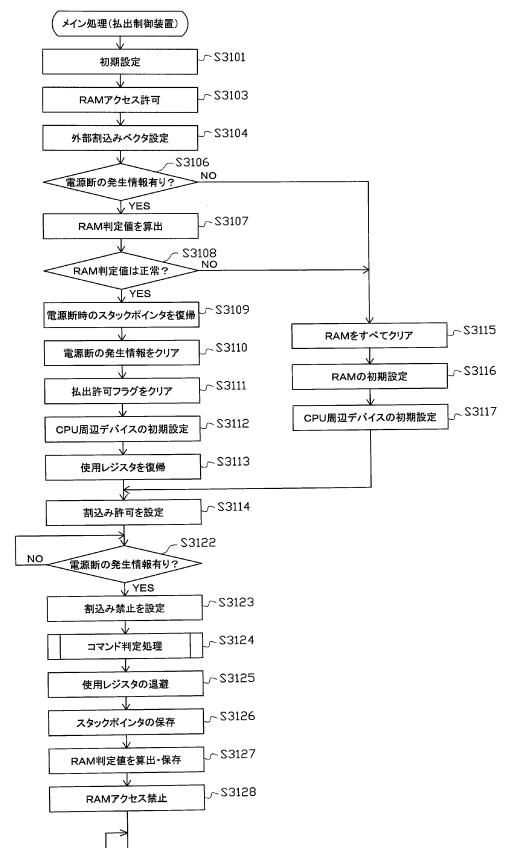 メイン処理(払出制御装置)
初期設定
S3101
RAMアクセス許可
S3103
外部割込みベクタ設定
S3104
電源断の発生情報有り?
S3106
NO
YES
RAM判定値を算出
S3107
RAM判定値は正常?
S3108
NO
YES
電源断時のスタックポインタを復帰
S3109
電源断の発生情報をクリア
S3110
払出許可フラグをクリア
S3111
CPU周辺デバイスの初期設定
S3112
使用レジスタを復帰
S3113
RAMをすべてクリア
S3115
RAMの初期設定
S3116
CPU周辺デバイスの初期設定
S3117
割込み許可を設定
S3114
電源断の発生情報有り?
S3122
NO
YES
割込み禁止を設定
S3123
コマンド判定処理
S3124
使用レジスタの退避
S3125
スタックポインタの保存
S3126
RAM判定値を算出・保存
S3127
RAMアクセス禁止
S3128